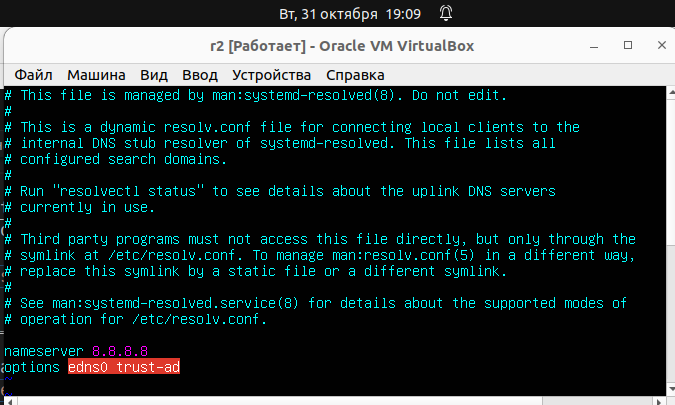 Вт, 31 октября 19:09
r2 [Работает] - Oracle VM VirtualBox
Файл Машина Вид Ввод Устройства Справка
# This file is managed by man:systemd-resolved(8). Do not edit.
#
# This is a dynamic resolv.conf file for connecting local clients to the
# internal DNS stub resolver of systemd-resolved. This file lists all
# configured search domains.
#
# Run "resolvectl status" to see details about the uplink DNS servers
# currently in use.
#
# Third party programs must not access this file directly, but only through the
# symlink at /etc/resolv.conf. To manage man:resolv.conf(5) in a different way,
# replace this symlink by a static file or a different symlink.
#
# See man:systemd-resolved.service(8) for details about the supported modes of
# operation for /etc/resolv.conf.
nameserver 8.8.8.8
options edns0 trust-ad
~